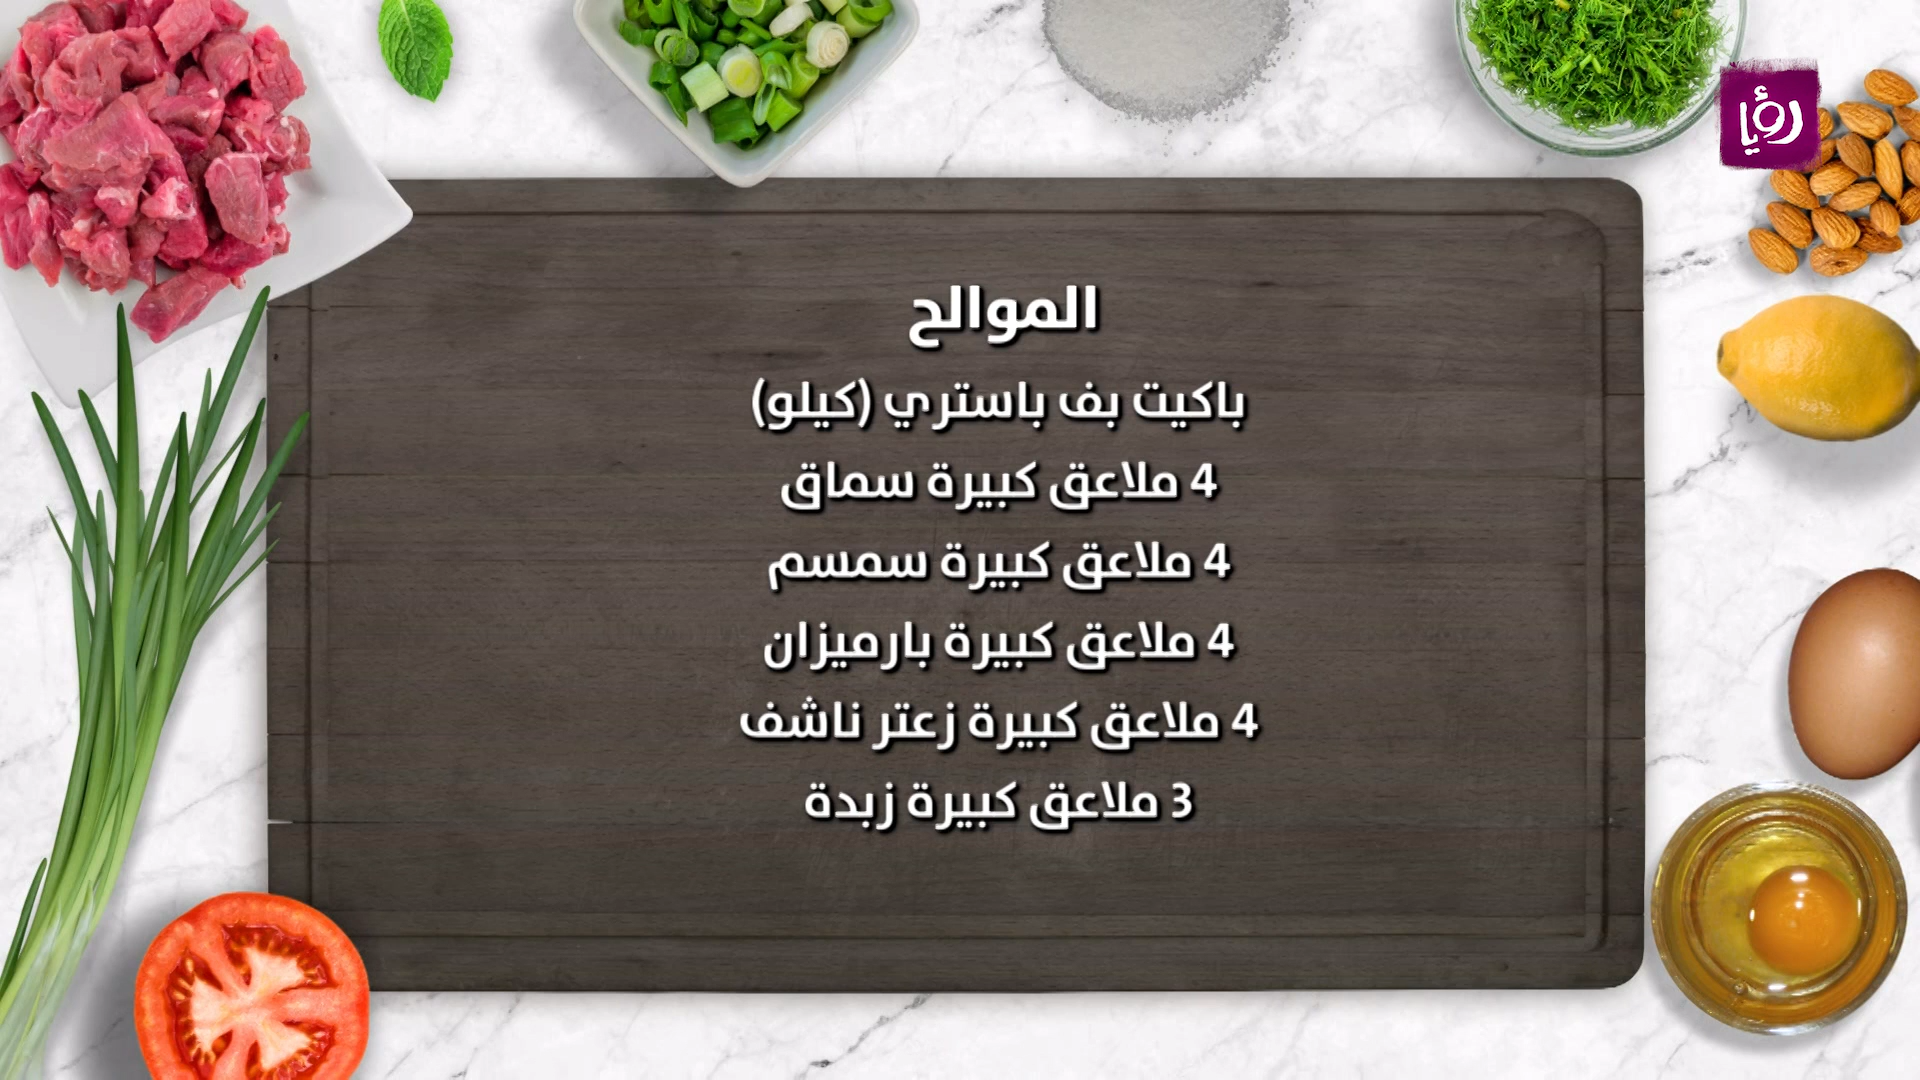 رؤيا
الموالح
باكيت بف باستري (كيلو)
4 ملاعق كبيرة سماق
4 ملاعق كبيرة سمسم
4 ملاعق كبيرة بارميزان
4 ملاعق كبيرة زعتر ناشف
3 ملاعق كبيرة زبدة